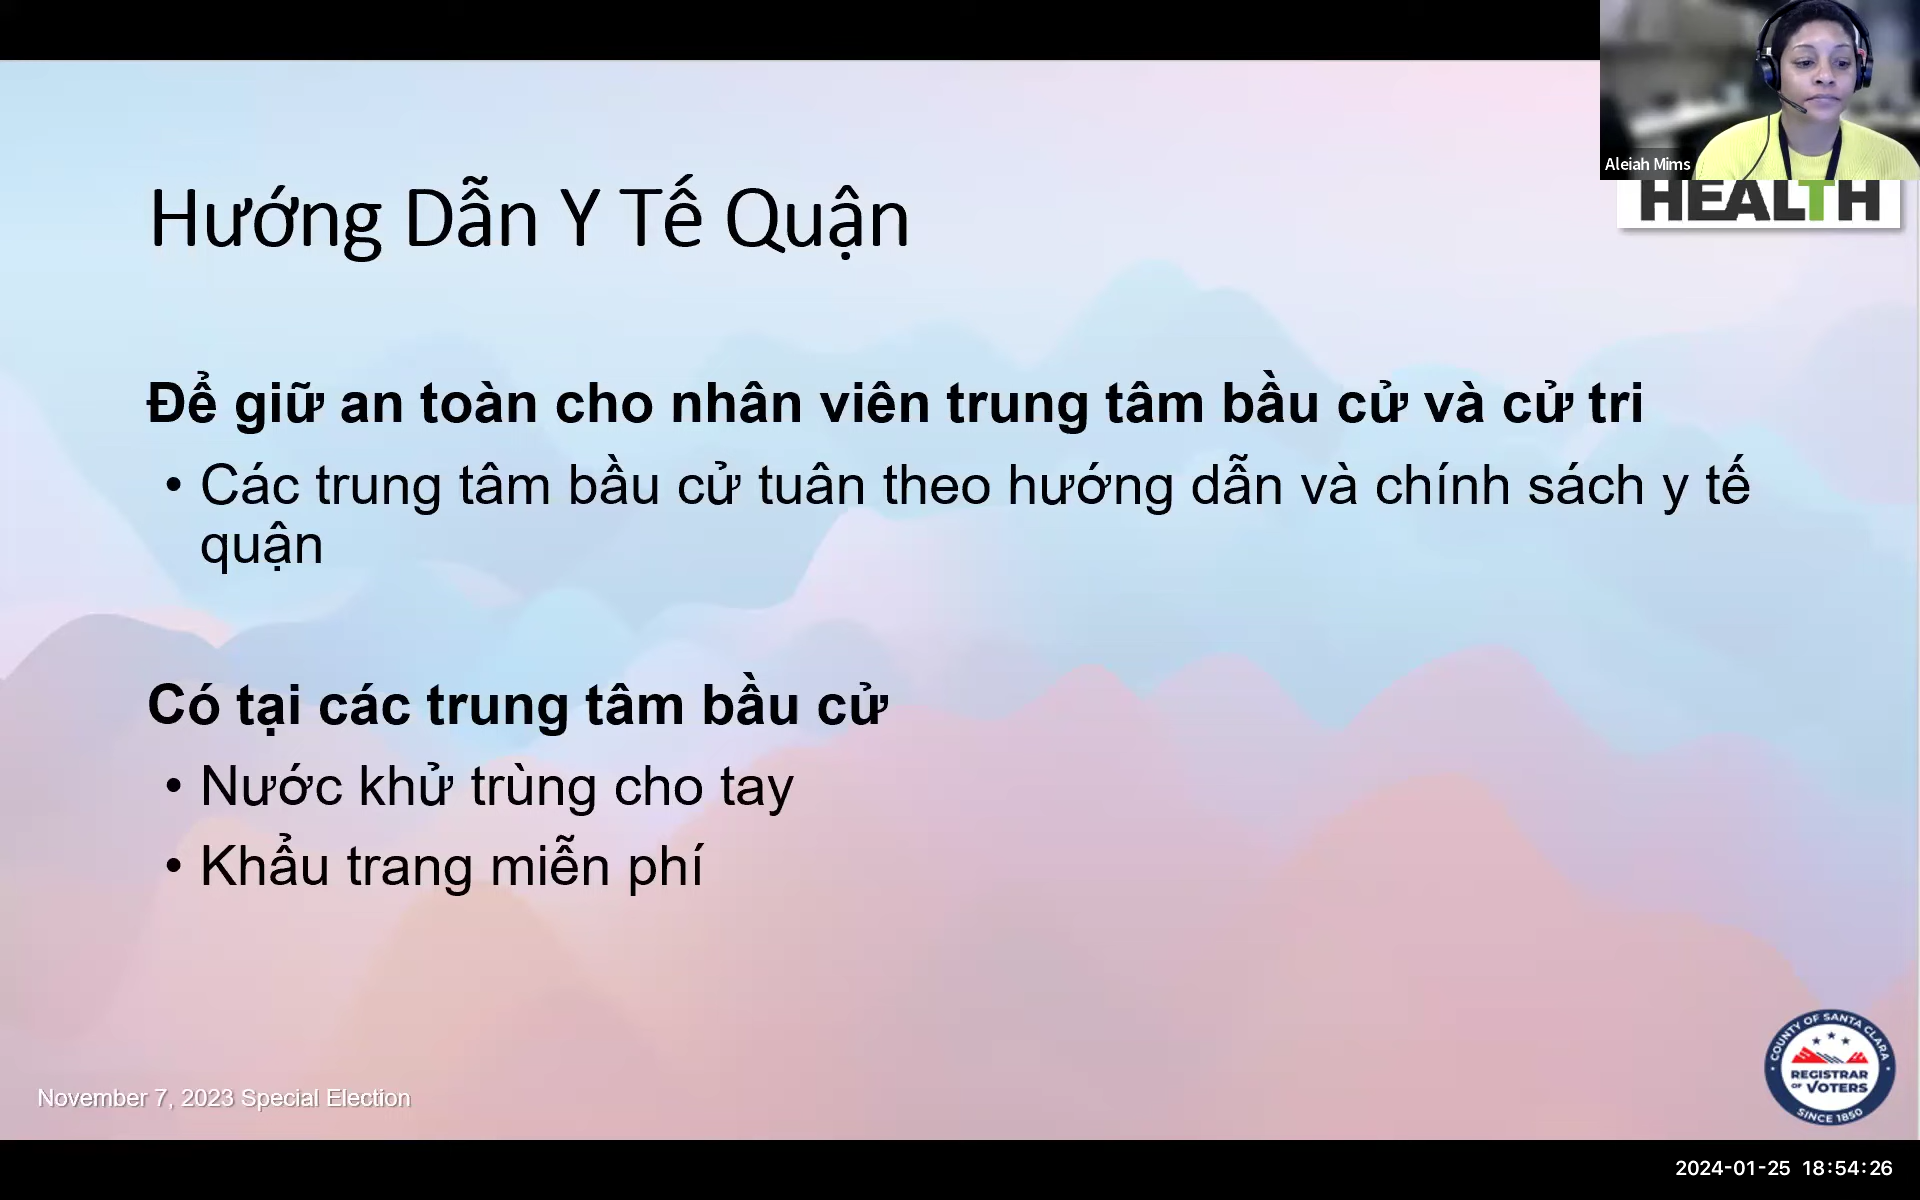 Aleiah Mims
HEALTH
Hướng Dẫn Y Tế Quận
Để giữ an toàn cho nhân viên trung tâm bầu cử và cử tri
• Các trung tâm bầu cử tuân theo hướng dẫn và chính sách y tế
quận
Có tại các trung tâm bầu cử
• Nước khử trùng cho tay
• Khẩu trang miễn phí
November 7, 2023 Special Election
COUNTY OF SANTA CLARA
REGISTRAR
OF VOTERS
SINCE 1850
2024-01-25 18:54:26